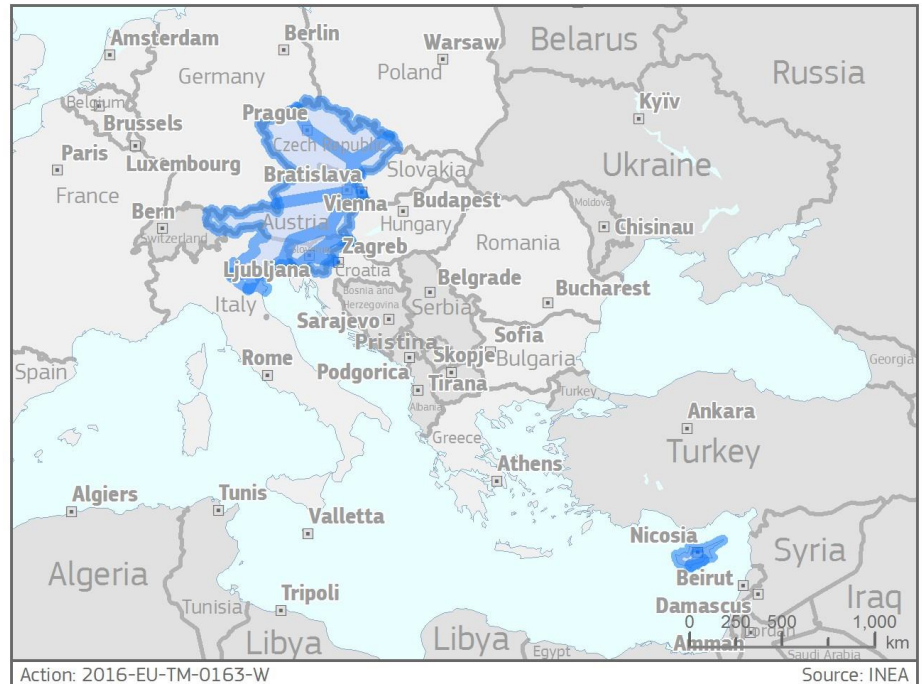 Amsterdam
Berlin
Warsaw
Belarus
Russia
Germany
Poland
Belgium
Brussels
Prague
Kyïv
Czech Republic
Paris
Luxembourg
Slovakia
Ukraine
France
Bratislava
Vienna
Budapest
Bern
Austria
Hungary
Moldova
Chisinau
Switzerland
Zagreb
Romania
Ljubljana
Croatia
Belgrade
Bucharest
Italy
Bosnia and
Herzegovina
Serbia
Sarajevo
Pristina
Sofia
Skopje
Bulgaria
Georgia
Rome
Podgorica
Tirana
Spain
Turkey
Albania
Ankara
Greece
Turkey
Athens
Algiers
Tunis
Valletta
Nicosia
Syria
Algeria
Beirut
Tunisia
Tripoli
Damascus
Iraq
0 250 500 1,000
km
Libya
Libya
Egypt
Amman
Jordan
Saudi Arabia
Action: 2016-EU-TM-0163-W
Source: INEA